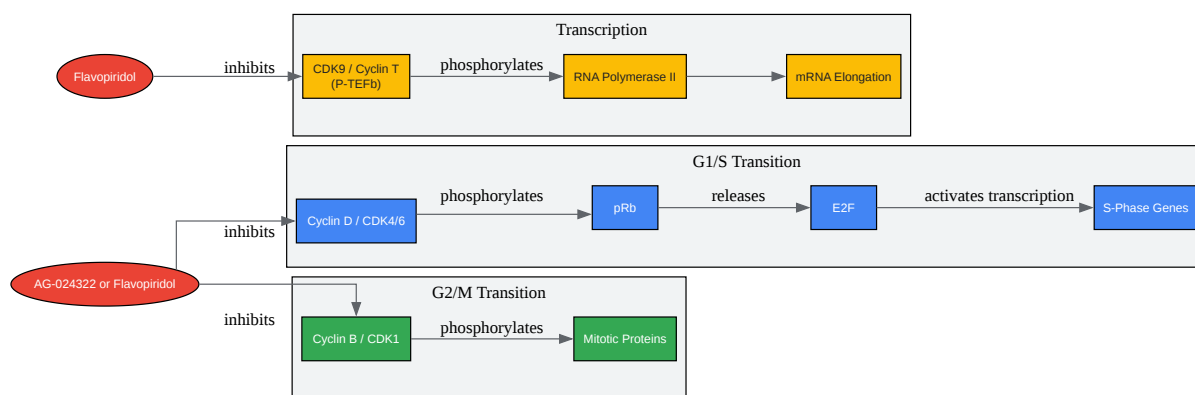 Transcription
Flavopiridol
inhibits
CDK9 / Cyclin T
(P-TEFb)
phosphorylates
RNA Polymerase II
mRNA Elongation
G1/S Transition
Cyclin D / CDK4/6
phosphorylates
pRb
releases
E2F
activates transcription
S-Phase Genes
inhibits
AG-024322 or Flavopiridol
G2/M Transition
inhibits
Cyclin B / CDK1
phosphorylates
Mitotic Proteins